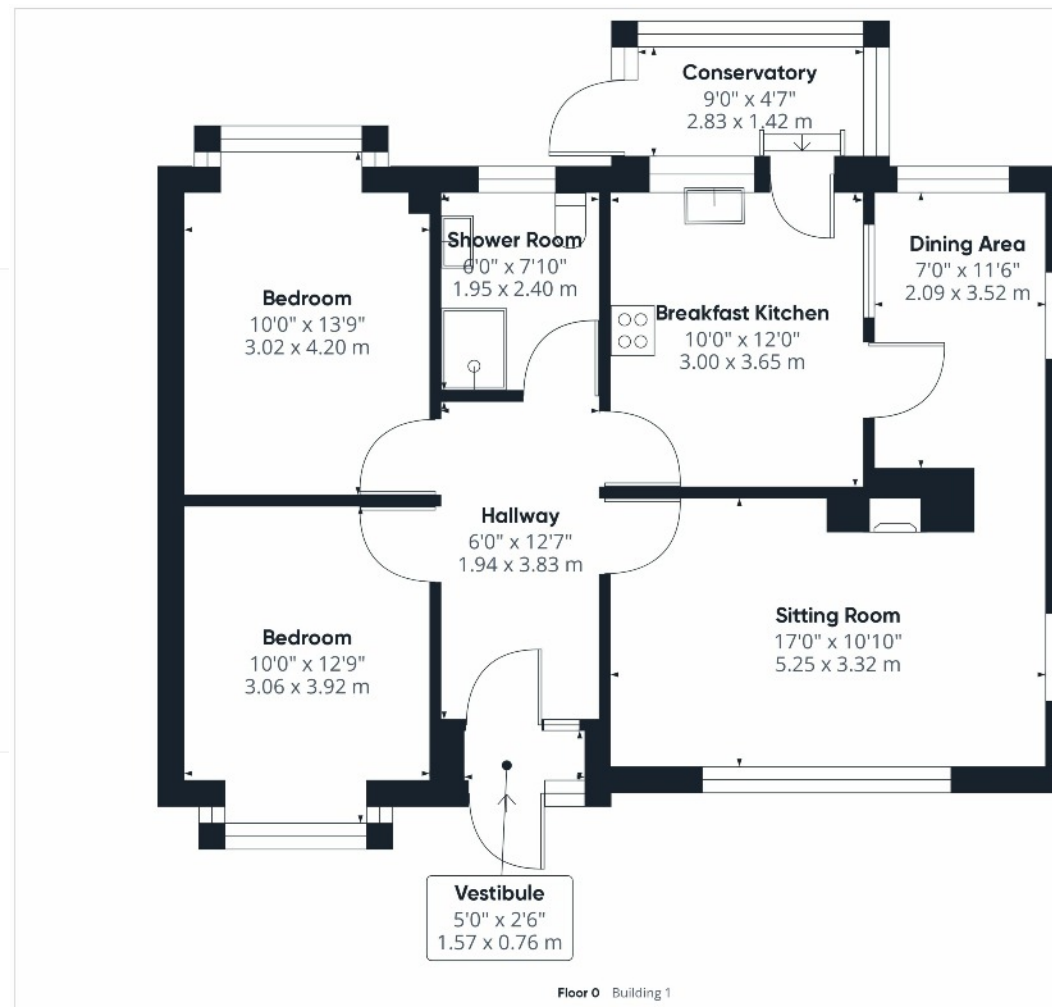 Conservatory
9'0" x 4'7"
2.83 x 1.42 m
Shower Room
6'0" x 7'10"
1.95 x 2.40 m
Dining Area
7'0" x 11'6"
2.09 x 3.52 m
Bedroom
10'0" x 13'9"
3.02 x 4.20 m
Breakfast Kitchen
10'0" x 12'0"
3.00 x 3.65 m
Hallway
6'0" x 12'7"
1.94 x 3.83 m
Sitting Room
17'0" x 10'10"
5.25 x 3.32 m
Bedroom
10'0" x 12'9"
3.06 x 3.92 m
Vestibule
5'0" x 2'6"
1.57 x 0.76 m
Floor 0 Building 1